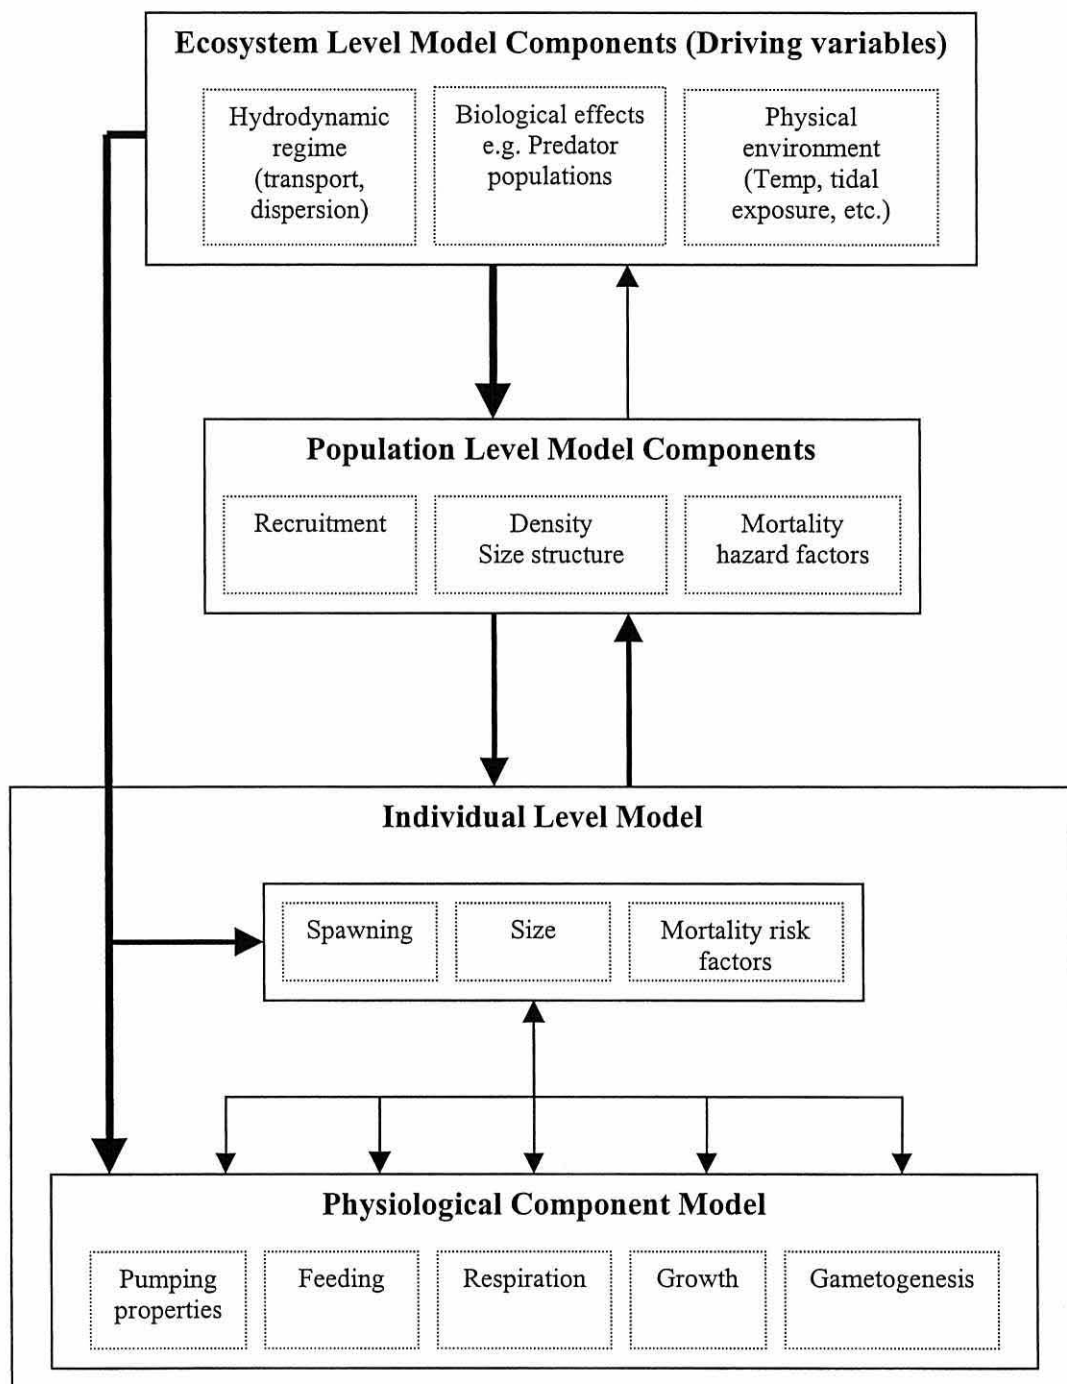 Ecosystem Level Model Components (Driving variables)
Hydrodynamic
regime
(transport,
dispersion)
Biological effects
e.g. Predator
populations
Physical
environment
(Temp, tidal
exposure, etc.)
Population Level Model Components
Recruitment
Density
Size structure
Mortality
hazard factors
Individual Level Model
Spawning
Size
Mortality risk
factors
Physiological Component Model
Pumping
properties
Feeding
Respiration
Growth
Gametogenesis